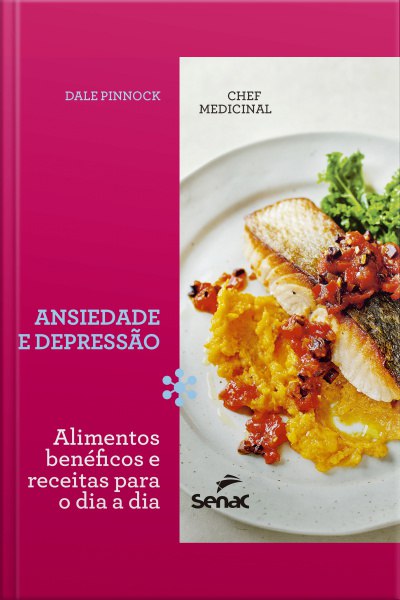 DALE PINNOCK
CHEF
MEDICINAL
ANSIEDADE
E DEPRESSÃO
Alimentos
benéficos e
receitas para
o dia a dia
Senac